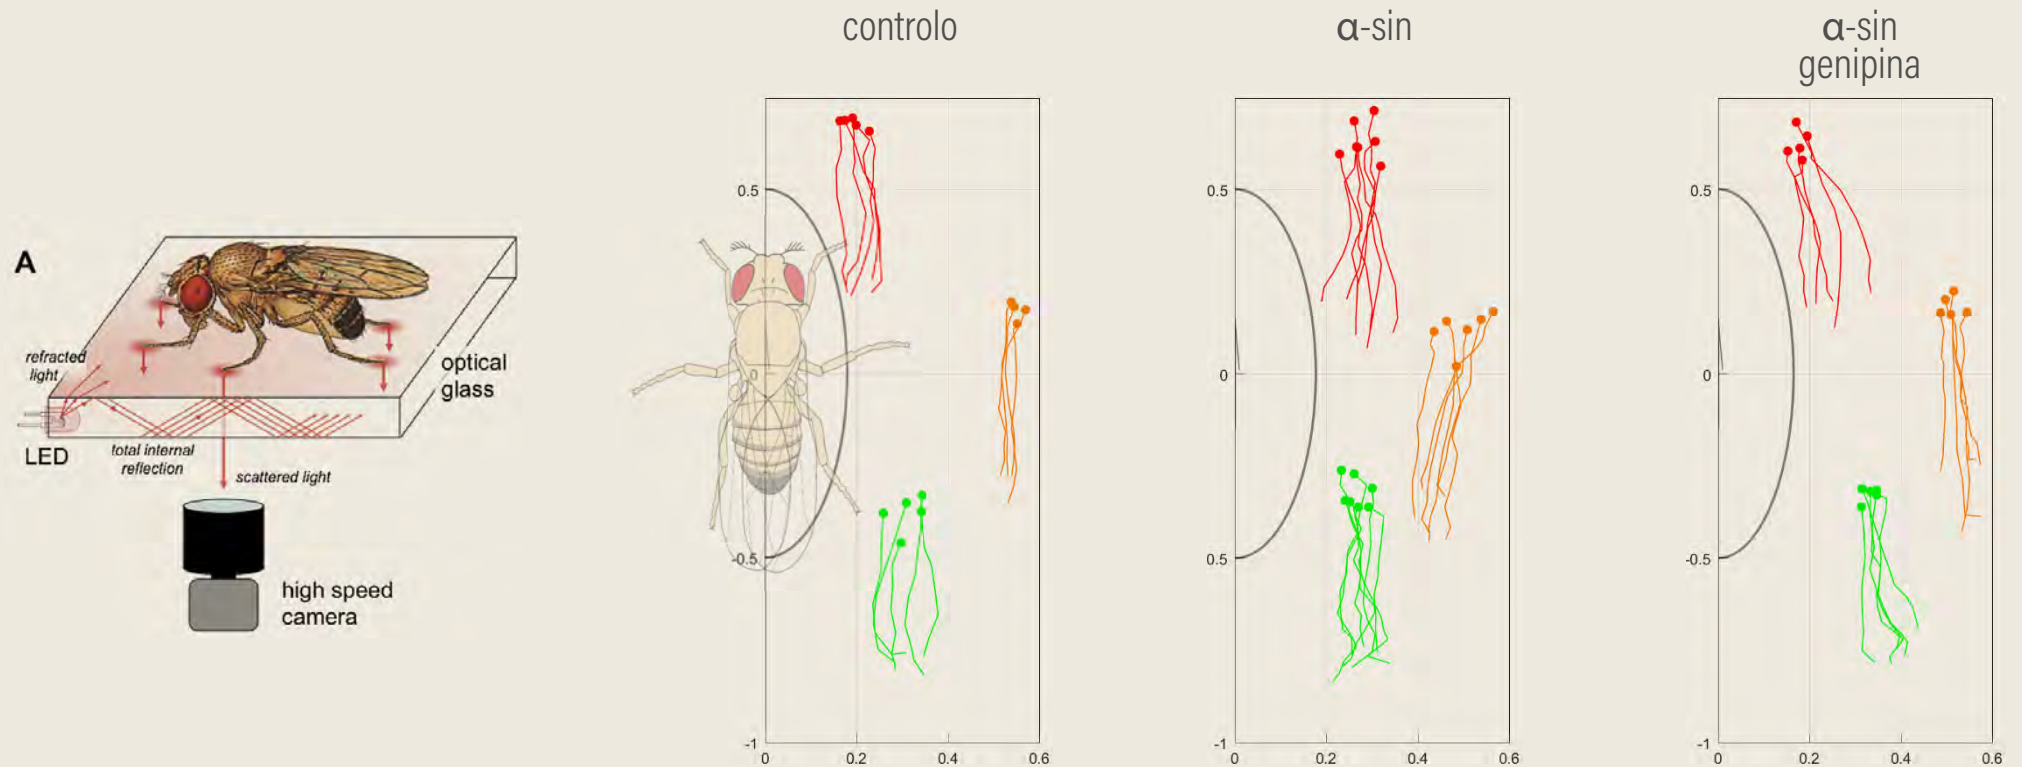 A
refracted
light
LED
total internal
reflection
scattered light
optical
glass
high speed
camera
controlo
0.5
0
-0.5
-1
0
0.2
0.4
0.6
α-sin
0.5
0
0.5
-1
0
0.2
0.4
0.6
α-sin
genipina
0.5
0
-0.5
-1
0
0.2
0.4
0.6